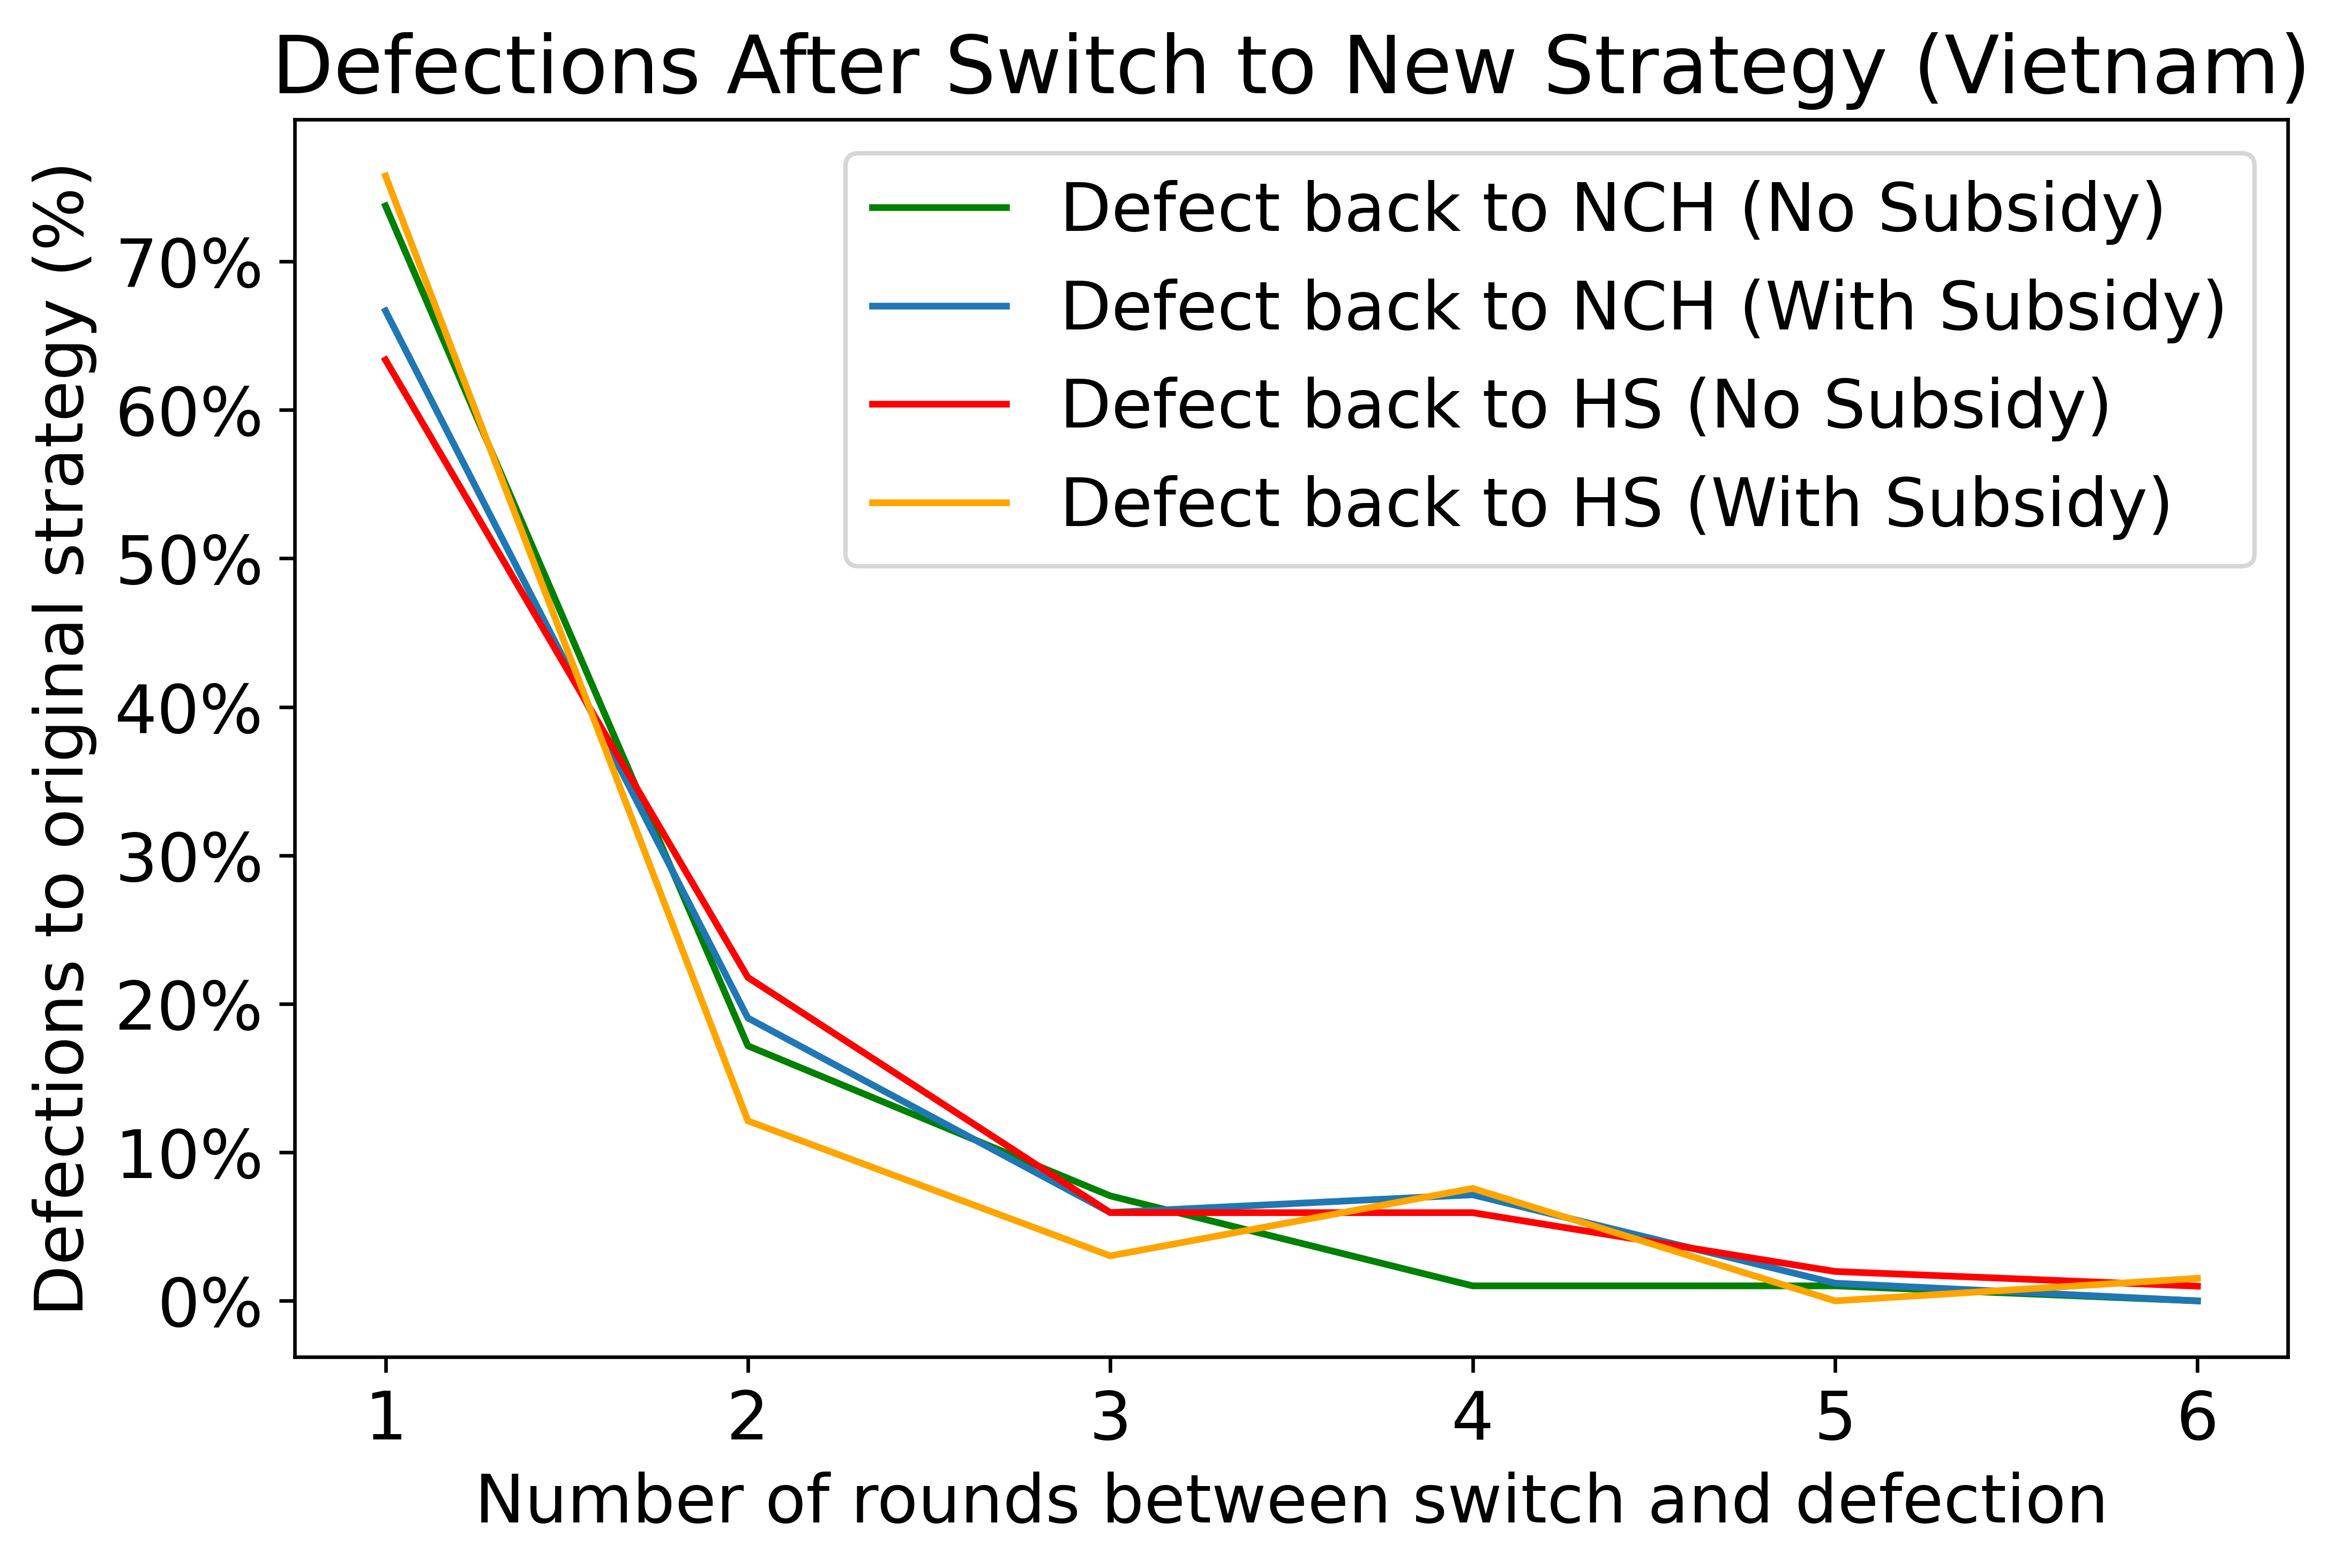 Defections After Switch to New Strategy (Vietnam)
Defections to original strategy (%)
70%
60%
50%
40%
30%
20%
10%
0%
Defect back to NCH (No Subsidy)
Defect back to NCH (With Subsidy)
Defect back to HS (No Subsidy)
Defect back to HS (With Subsidy)
1 2 3 4 5 6
Number of rounds between switch and defection